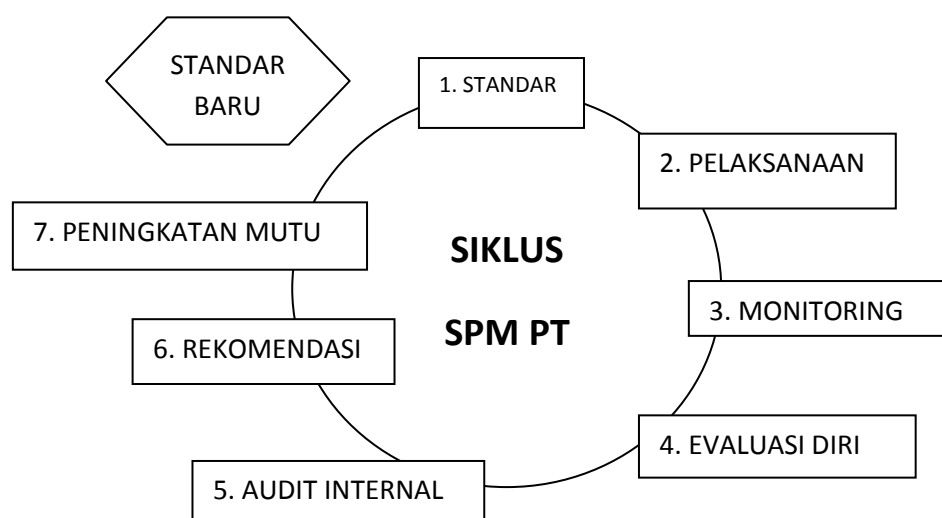 STANDAR
BARU
1. STANDAR
2. PELAKSANAAN
3. MONITORING
4. EVALUASI DIRI
5. AUDIT INTERNAL
6. REKOMENDASI
7. PENINGKATAN MUTU
SIKLUS
SPM PT